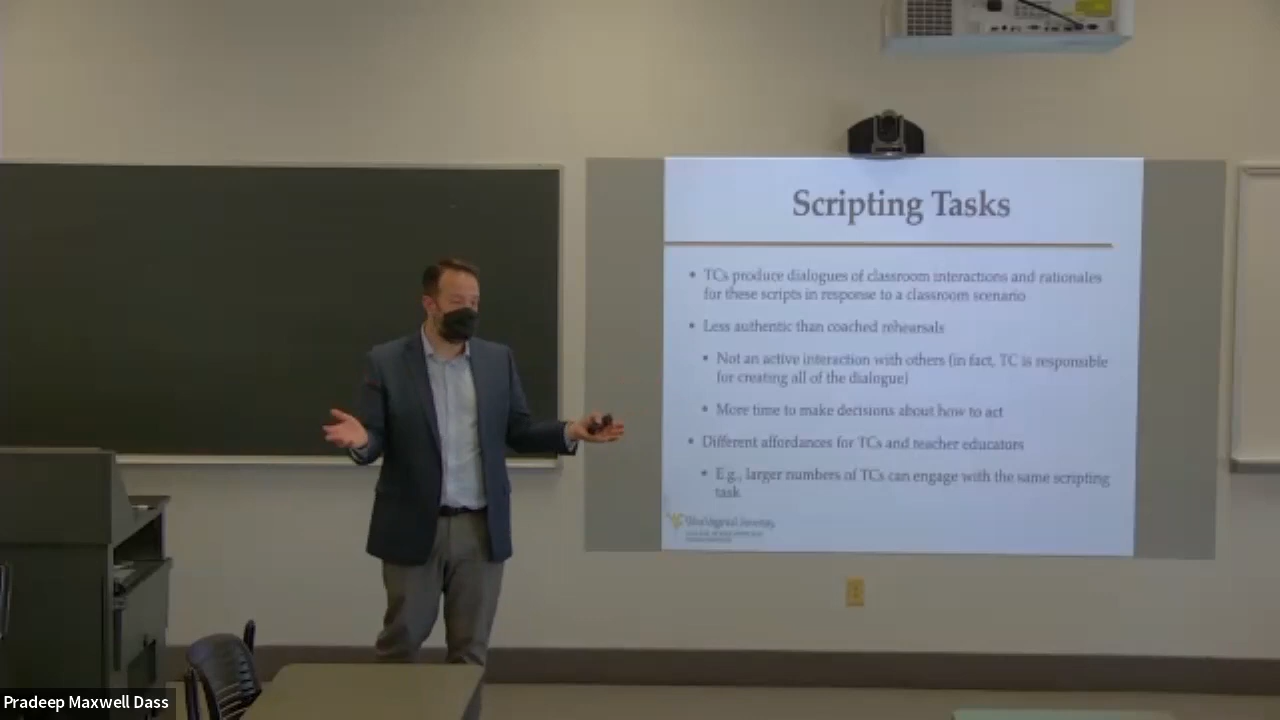 Scripting Tasks
• TCs produce dialogues of classroom interactions and rationales
for these scripts in response to a classroom scenario
• Less authentic than coached rehearsals
• Not an active interaction with others (in fact, TC is responsible
for creating all of the dialogue)
• More time to make decisions about how to act
• Different affordances for TCs and teacher educators
• E.g., larger numbers of TCs can engage with the same scripting
task
Pradeep Maxwell Dass